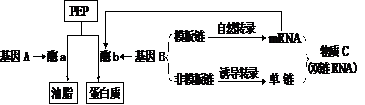 PEP
模板链 自然转录 mRNA
基因A 酶a 酶b 基因B 物质C
(双链RNA)
非模板链 诱导转录 单链
油脂 蛋白质